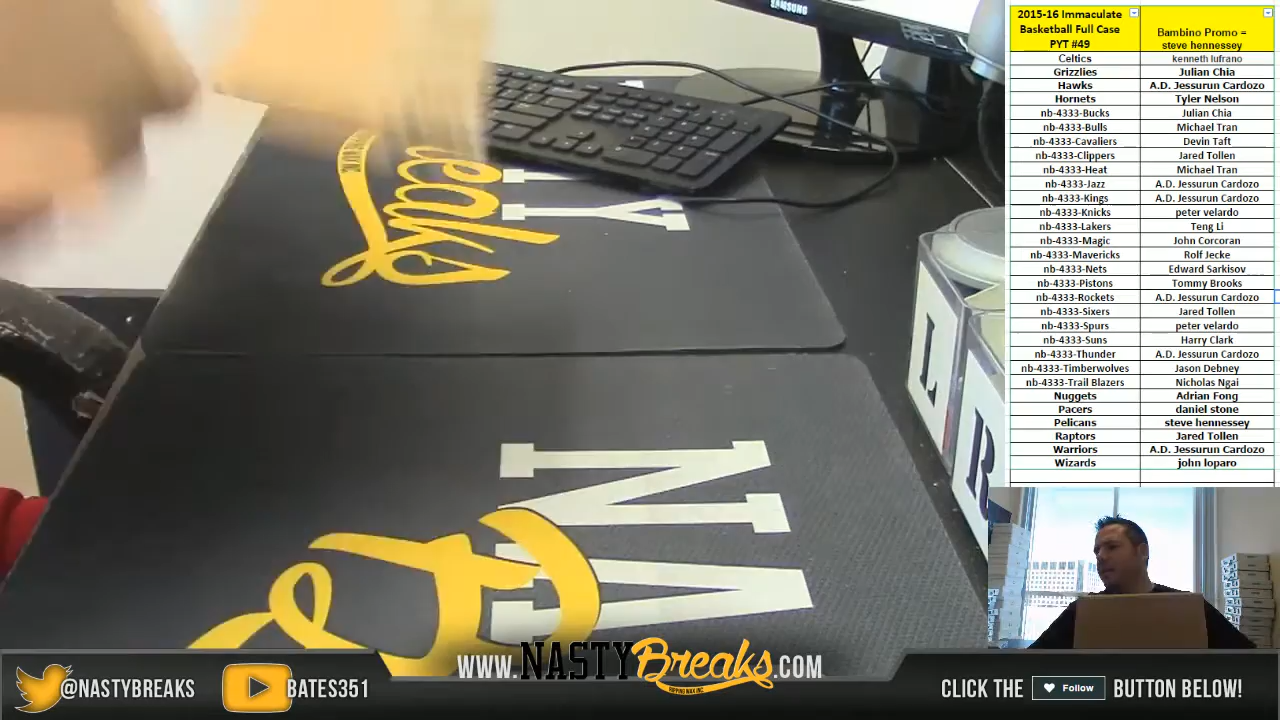 SAMSUNG
TY
Breaks
NA
B
L
R
2015-16 Immaculate
Basketball Full Case
PYT #49
Bambino Promo =
steve hennessey
Celtics kenneth lufrano
Grizzlies Julian Chia
Hawks A.D. Jessurun Cardozo
Hornets Tyler Nelson
nb-4333-Bucks Julian Chia
nb-4333-Bulls Michael Tran
nb-4333-Cavaliers Devin Taft
nb-4333-Clippers Jared Tollen
nb-4333-Heat Michael Tran
nb-4333-Jazz A.D. Jessurun Cardozo
nb-4333-Kings A.D. Jessurun Cardozo
nb-4333-Knicks peter velardo
nb-4333-Lakers Teng Li
nb-4333-Magic John Corcoran
nb-4333-Mavericks Rolf Jecke
nb-4333-Nets Edward Sarkisov
nb-4333-Pistons Tommy Brooks
nb-4333-Rockets A.D. Jessurun Cardozo
nb-4333-Sixers Jared Tollen
nb-4333-Spurs peter velardo
nb-4333-Suns Harry Clark
nb-4333-Thunder A.D. Jessurun Cardozo
nb-4333-Timberwolves Jason Debney
nb-4333-Trail Blazers Nicholas Ngai
Nuggets Adrian Fong
Pacers daniel stone
Pelicans steve hennessey
Raptors Jared Tollen
Warriors A.D. Jessurun Cardozo
Wizards john loparo
@NASTYBREAKS
BATES351
WWW.NASTYBreaks.COM
RIPPING WAX INC.
CLICK THE Follow BUTTON BELOW!